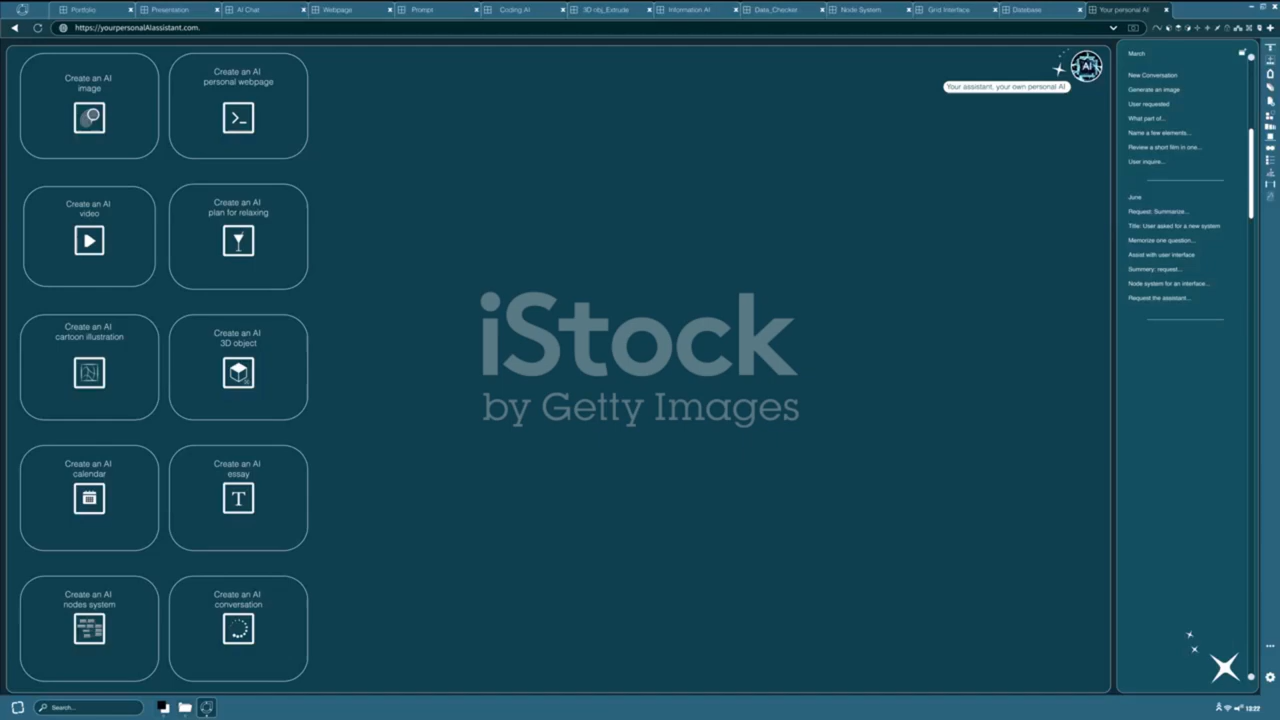 Portfolio
Presentation
AI Chat
Webpage
Prompt
Coding AI
3D obj_Extrude
Information AI
Data_Checker
Node System
Grid Interface
Database
Your personal AI
https://yourpersonalAIassistant.com.
Create an AI
image
Create an AI
personal webpage
Create an AI
video
Create an AI
plan for relaxing
Create an AI
cartoon illustration
Create an AI
3D object
Create an AI
calendar
T
Create an AI
essay
Create an AI
nodes system
Create an AI
conversation
AI
Your assistant, your own personal AI
iStock
by Getty Images
March
New Conversation
Generate an image
User requested
What part of...
Name a few elements...
Review a short film in one...
User inquire...
June
Request: Summarize...
Title: User asked for a new system
Memorize one question...
Assist with user interface
Summery: request...
Node system for an interface...
Request the assistant...
Search...
13:22